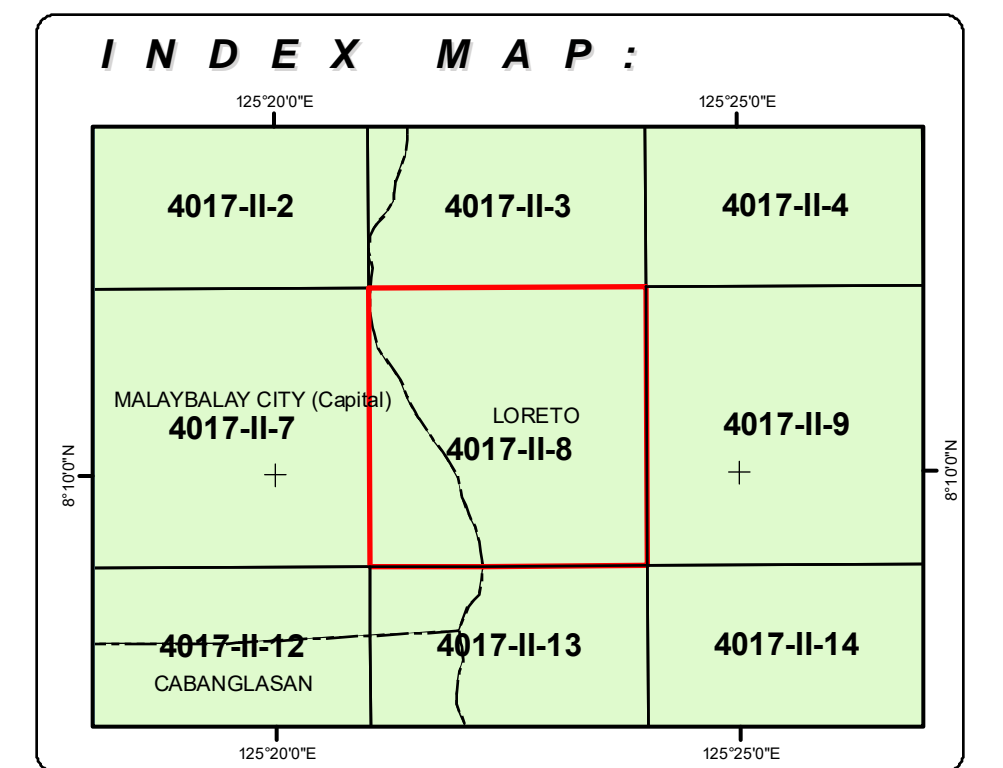 INDEX MAP:
125°20'0"E
125°25'0"E
4017-II-2
4017-II-3
4017-II-4
MALAYBALAY CITY (Capital)
4017-II-7
LORETO
4017-II-8
4017-II-9
8°10'0"N
8°10'0"N
4017-II-12
4017-II-13
4017-II-14
CABANGLASAN
125°20'0"E
125°25'0"E